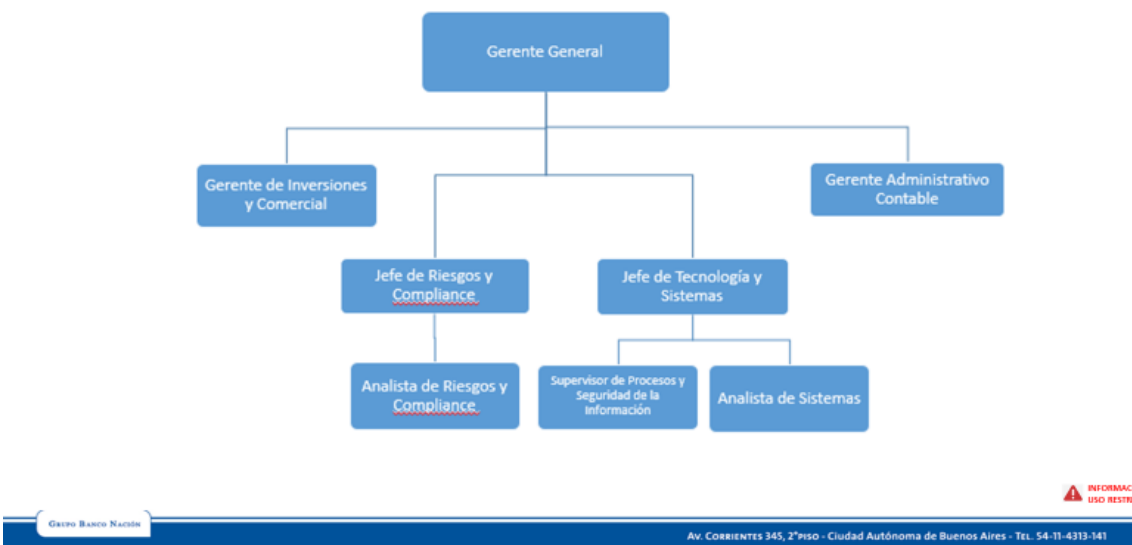 Gerente General
Gerente de Inversiones
y Comercial
Gerente Administrativo
Contable
Jefe de Riesgos y
Compliance
Jefe de Tecnología y
Sistemas
Analista de Riesgos y
Compliance
Supervisor de Procesos y
Seguridad de la
Información
Analista de Sistemas
USO
Grupo Banco Nación
Av. Corrientes 345, 2°piso - Ciudad Autónoma de Buenos Aires - Tel. 54-11-4313-141